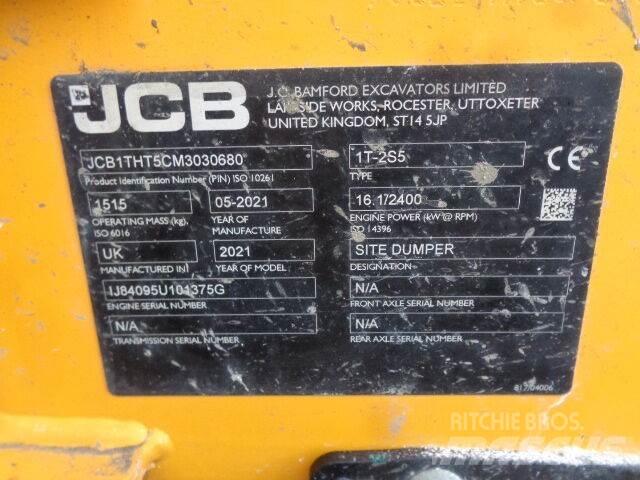 JCB
J.C. BAMFORD EXCAVATORS LIMITED
LAKESIDE WORKS, ROCESTER, UTTOXETER
UNITED KINGDOM, ST14 5JP
JCB1THT5CM3030680
Product Identification Number (PIN) ISO 10261
1T-2S5
TYPE
CE
1515
OPERATING MASS (kg),
ISO 6016
05-2021
YEAR OF
MANUFACTURE
16.1/2400
ENGINE POWER (kW @ RPM)
ISO 14396
UK
MANUFACTURED IN
2021
YEAR OF MODEL
SITE DUMPER
DESIGNATION
IJ84095U101375G
ENGINE SERIAL NUMBER
N/A
FRONT AXLE SERIAL NUMBER
N/A
TRANSMISSION SERIAL NUMBER
N/A
REAR AXLE SERIAL NUMBER
817/04006
RITCHIE BROS.
mascus